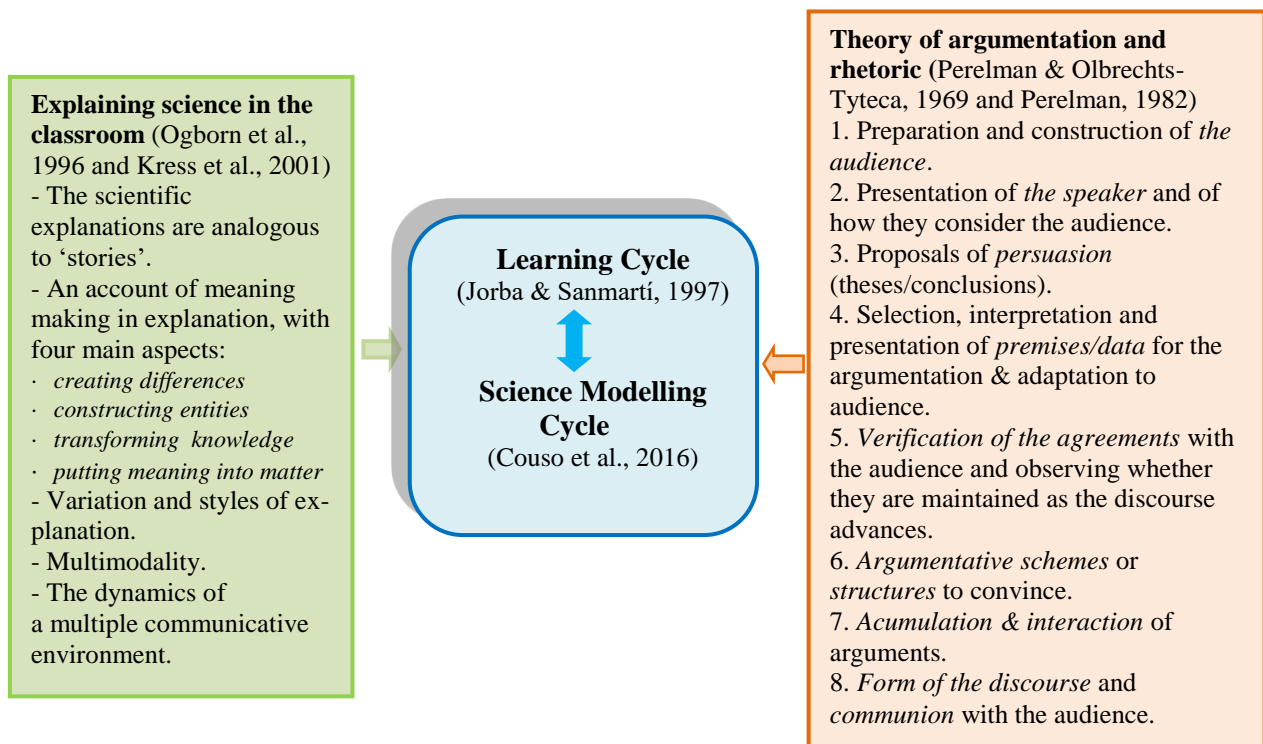 Explaining science in the
classroom (Ogborn et al.,
1996 and Kress et al., 2001)
- The scientific
explanations are analogous
to ‘stories’.
- An account of meaning
making in explanation, with
four main aspects:
· creating differences
· constructing entities
· transforming knowledge
· putting meaning into matter
- Variation and styles of ex-
planation.
- Multimodality.
- The dynamics of
a multiple communicative
environment.
Learning Cycle
(Jorba & Sanmartí, 1997)
Science Modelling
Cycle
(Couso et al., 2016)
Theory of argumentation and
rhetoric (Perelman & Olbrechts-
Tyteca, 1969 and Perelman, 1982)
1. Preparation and construction of the
audience.
2. Presentation of the speaker and of
how they consider the audience.
3. Proposals of persuasion
(theses/conclusions).
4. Selection, interpretation and
presentation of premises/data for the
argumentation & adaptation to
audience.
5. Verification of the agreements with
the audience and observing whether
they are maintained as the discourse
advances.
6. Argumentative schemes or
structures to convince.
7. Acumulation & interaction of
arguments.
8. Form of the discourse and
communion with the audience.